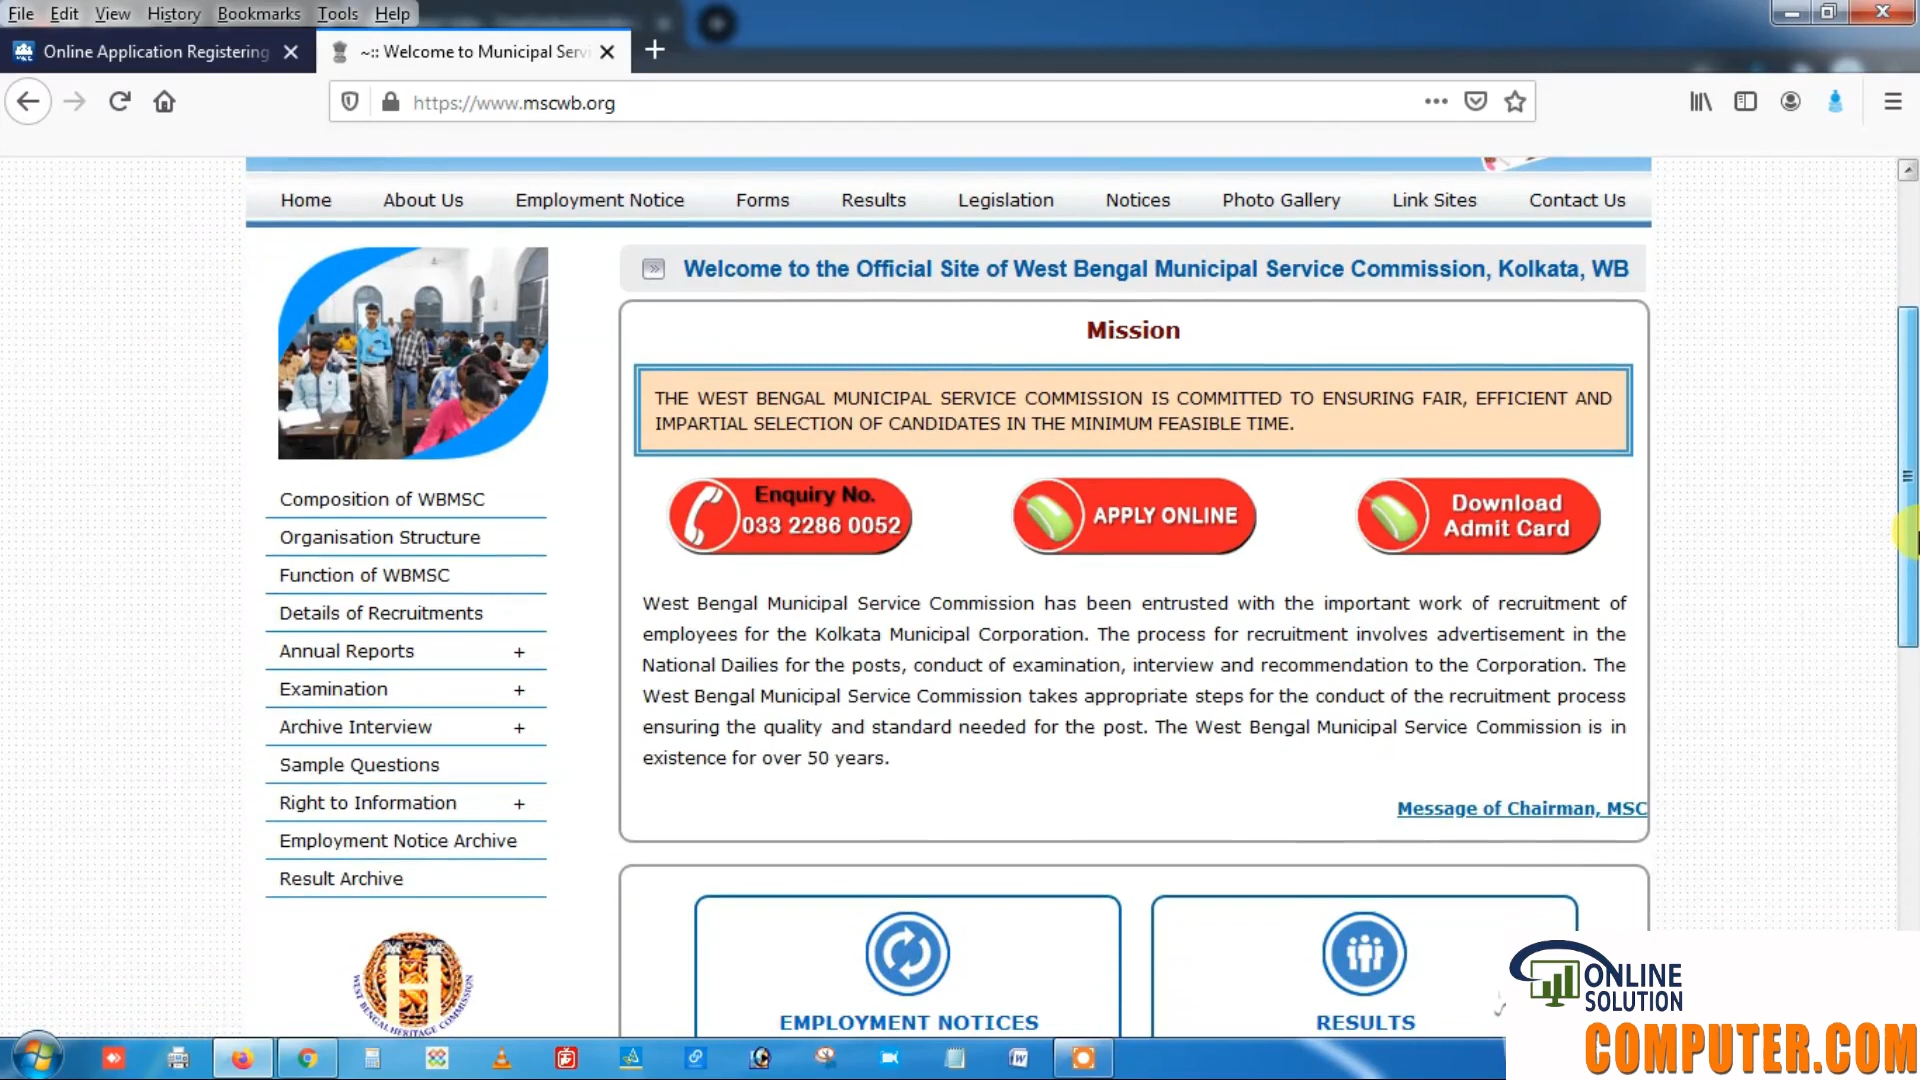 File Edit View History Bookmarks Tools Help
Online Application Registering
~:: Welcome to Municipal Servi
https://www.mscwb.org
Home About Us Employment Notice Forms Results Legislation Notices Photo Gallery Link Sites Contact Us
Welcome to the Official Site of West Bengal Municipal Service Commission, Kolkata, WB
Mission
THE WEST BENGAL MUNICIPAL SERVICE COMMISSION IS COMMITTED TO ENSURING FAIR, EFFICIENT AND
IMPARTIAL SELECTION OF CANDIDATES IN THE MINIMUM FEASIBLE TIME.
Enquiry No.
033 2286 0052
APPLY ONLINE
Download
Admit Card
West Bengal Municipal Service Commission has been entrusted with the important work of recruitment of
employees for the Kolkata Municipal Corporation. The process for recruitment involves advertisement in the
National Dailies for the posts, conduct of examination, interview and recommendation to the Corporation. The
West Bengal Municipal Service Commission takes appropriate steps for the conduct of the recruitment process
ensuring the quality and standard needed for the post. The West Bengal Municipal Service Commission is in
existence for over 50 years.
Message of Chairman, MSC
Composition of WBMSC
Organisation Structure
Function of WBMSC
Details of Recruitments
Annual Reports +
Examination +
Archive Interview +
Sample Questions
Right to Information +
Employment Notice Archive
Result Archive
H
WEST BENGAL HERITAGE COMMISSION
EMPLOYMENT NOTICES
RESULTS
ONLINE
SOLUTION
COMPUTER.COM